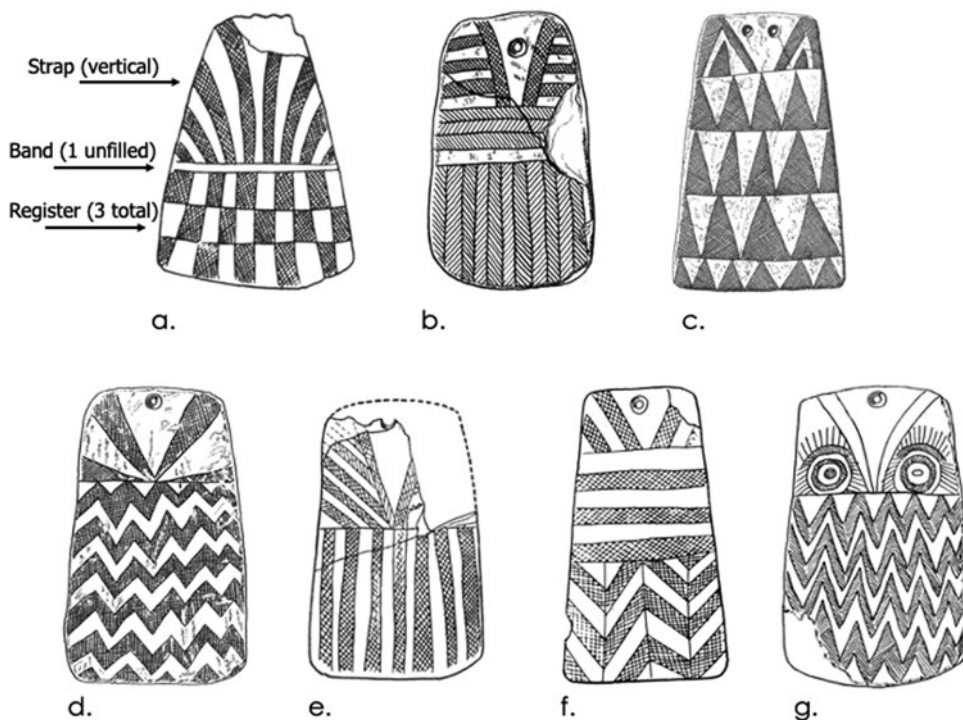 Strap (vertical)
Band (1 unfilled)
Register (3 total)
a.
b.
c.
d.
e.
f.
g.